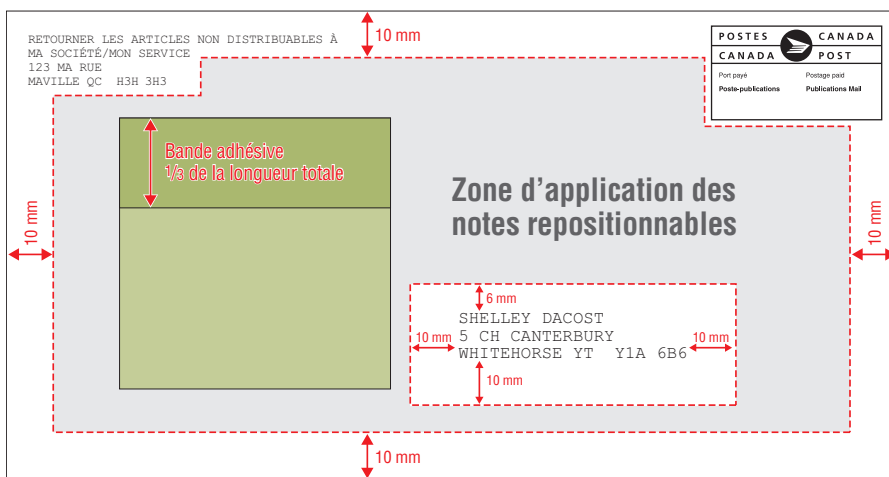 RETOURNER LES ARTICLES NON DISTRIBUABLES À
MA SOCIÉTÉ/MON SERVICE
123 MA RUE
MAVILLE QC  H3H 3H3
10 mm
POSTES CANADA
CANADA POST
Port payé Postage paid
Poste-publications Publications Mail
Bande adhésive
1/3 de la longueur totale
Zone d’application des
notes repositionnables
10 mm
10 mm
6 mm
SHELLEY DACOST
5 CH CANTERBURY
10 mm
WHITEHORSE YT  Y1A 6B6
10 mm
10 mm
10 mm